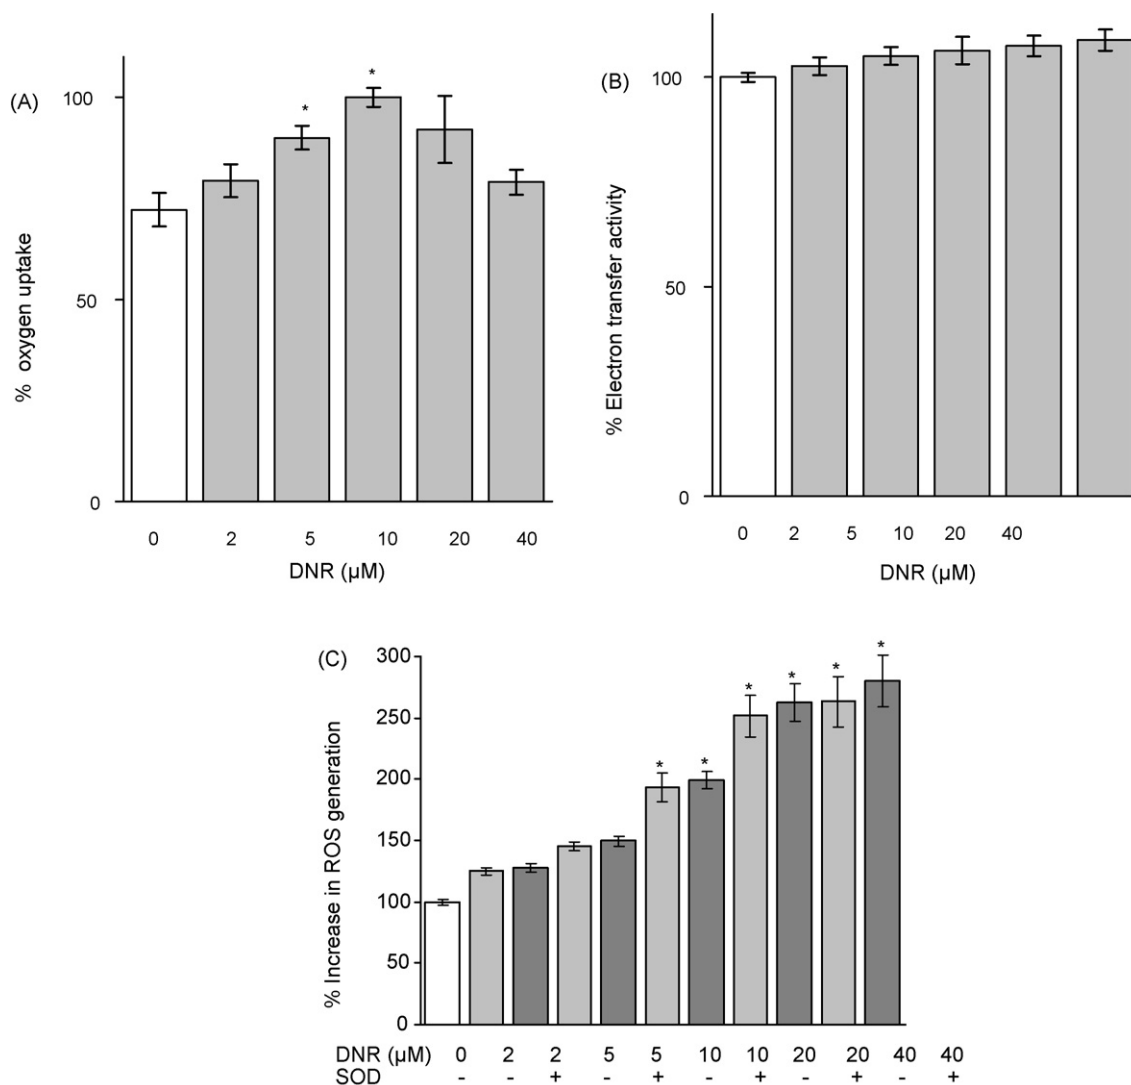 (A)
% oxygen uptake
100
50
0
* *
0 2 5 10 20 40
DNR (µM)
(B)
% Electron transfer activity
100
50
0
0 2 5 10 20 40
DNR (µM)
(C)
% Increase in ROS generation
300
250
200
150
100
50
0
* * * * * *
DNR (µM) 0 2 2 5 5 10 10 20 20 40 40
SOD - - + - + - + - + - +